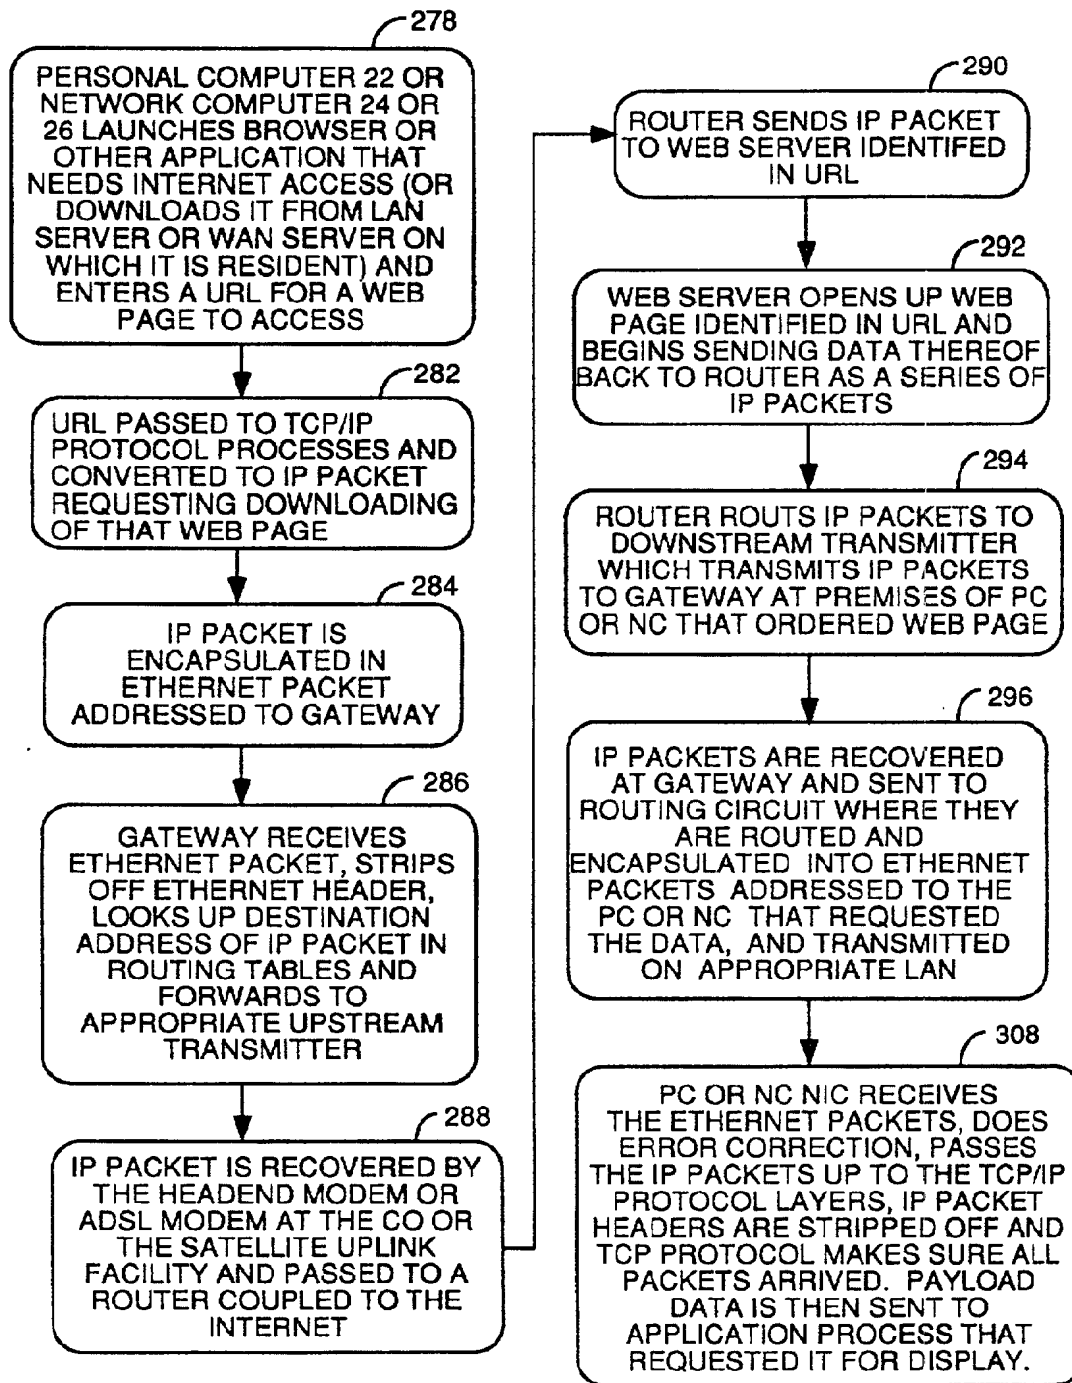 278
PERSONAL COMPUTER 22 OR
NETWORK COMPUTER 24 OR
26 LAUNCHES BROWSER OR
OTHER APPLICATION THAT
NEEDS INTERNET ACCESS (OR
DOWNLOADS IT FROM LAN
SERVER OR WAN SERVER ON
WHICH IT IS RESIDENT) AND
ENTERS A URL FOR A WEB
PAGE TO ACCESS
282
URL PASSED TO TCP/IP
PROTOCOL PROCESSES AND
CONVERTED TO IP PACKET
REQUESTING DOWNLOADING
OF THAT WEB PAGE
284
IP PACKET IS
ENCAPSULATED IN
ETHERNET PACKET
ADDRESSED TO GATEWAY
286
GATEWAY RECEIVES
ETHERNET PACKET, STRIPS
OFF ETHERNET HEADER,
LOOKS UP DESTINATION
ADDRESS OF IP PACKET IN
ROUTING TABLES AND
FORWARDS TO
APPROPRIATE UPSTREAM
TRANSMITTER
288
IP PACKET IS RECOVERED BY
THE HEADEND MODEM OR
ADSL MODEM AT THE CO OR
THE SATELLITE UPLINK
FACILITY AND PASSED TO A
ROUTER COUPLED TO THE
INTERNET
290
ROUTER SENDS IP PACKET
TO WEB SERVER IDENTIFED
IN URL
292
WEB SERVER OPENS UP WEB
PAGE IDENTIFIED IN URL AND
BEGINS SENDING DATA THEREOF
BACK TO ROUTER AS A SERIES OF
IP PACKETS
294
ROUTER ROUTS IP PACKETS TO
DOWNSTREAM TRANSMITTER
WHICH TRANSMITS IP PACKETS
TO GATEWAY AT PREMISES OF PC
OR NC THAT ORDERED WEB PAGE
296
IP PACKETS ARE RECOVERED
AT GATEWAY AND SENT TO
ROUTING CIRCUIT WHERE THEY
ARE ROUTED AND
ENCAPSULATED INTO ETHERNET
PACKETS ADDRESSED TO THE
PC OR NC THAT REQUESTED
THE DATA, AND TRANSMITTED
ON APPROPRIATE LAN
308
PC OR NC NIC RECEIVES
THE ETHERNET PACKETS, DOES
ERROR CORRECTION, PASSES
THE IP PACKETS UP TO THE TCP/IP
PROTOCOL LAYERS, IP PACKET
HEADERS ARE STRIPPED OFF AND
TCP PROTOCOL MAKES SURE ALL
PACKETS ARRIVED. PAYLOAD
DATA IS THEN SENT TO
APPLICATION PROCESS THAT
REQUESTED IT FOR DISPLAY.